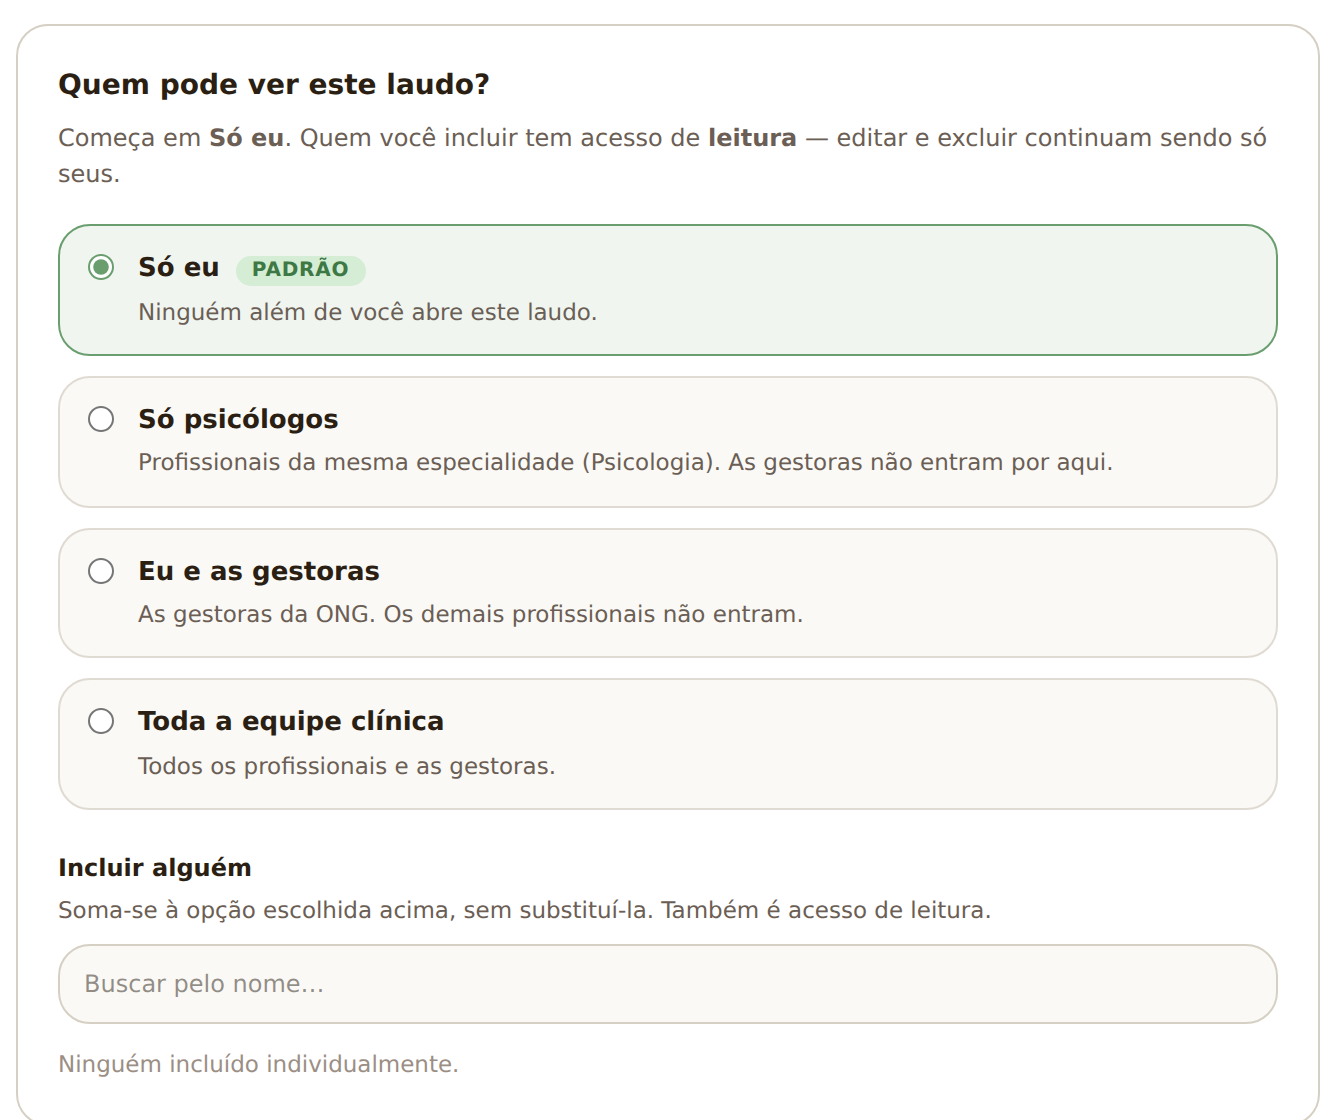 Quem pode ver este laudo?
Começa em Só eu. Quem você incluir tem acesso de leitura — editar e excluir continuam sendo só
seus.
Só eu PADRÃO
Ninguém além de você abre este laudo.
Só psicólogos
Profissionais da mesma especialidade (Psicologia). As gestoras não entram por aqui.
Eu e as gestoras
As gestoras da ONG. Os demais profissionais não entram.
Toda a equipe clínica
Todos os profissionais e as gestoras.
Incluir alguém
Soma-se à opção escolhida acima, sem substituí-la. Também é acesso de leitura.
Buscar pelo nome…
Ninguém incluído individualmente.